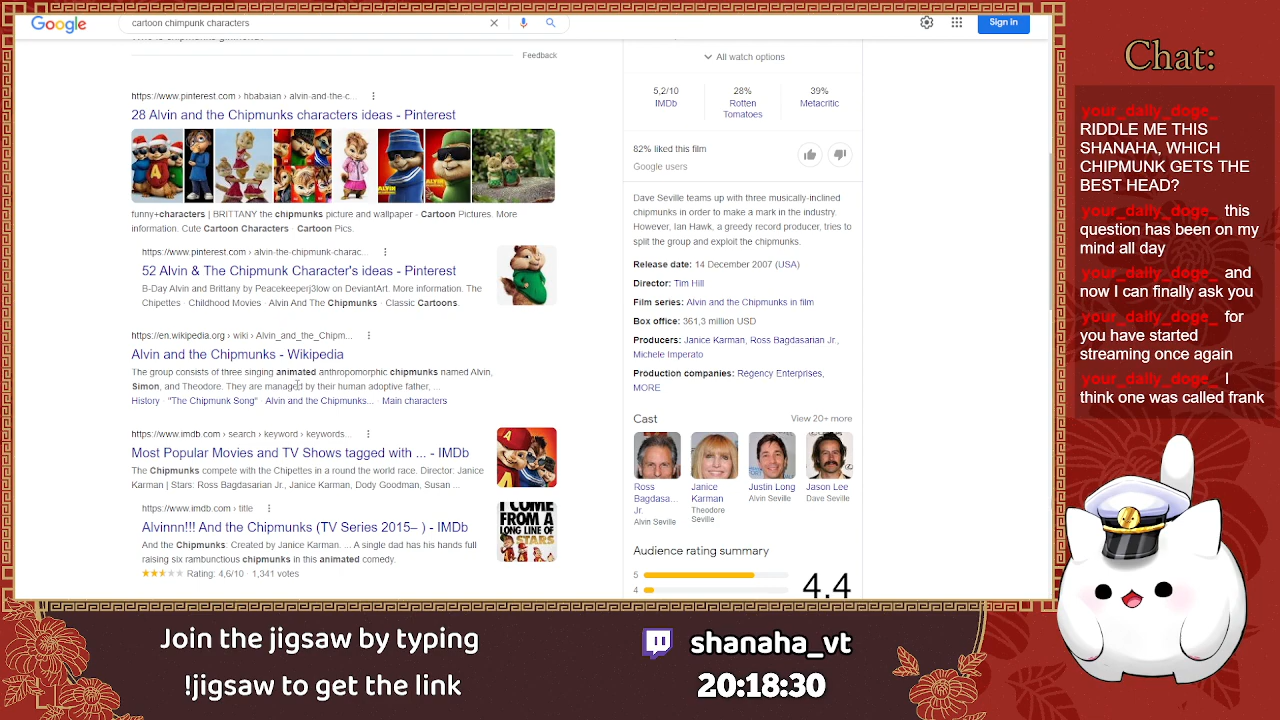 Google
cartoon chimpunk characters
Sign in
Feedback
https://www.pinterest.com › hbabaian › alvin-and-the-c...
28 Alvin and the Chipmunks characters ideas - Pinterest
funny+characters | BRITTANY the chipmunks picture and wallpaper · Cartoon Pictures. More
information. Cute Cartoon Characters · Cartoon Pics.
https://www.pinterest.com › alvin-the-chipmunk-charac...
52 Alvin & The Chipmunk Character's ideas - Pinterest
B-Day Alvin and Brittany by Peacekeeperj3low on DeviantArt. More information. The
Chipettes · Childhood Movies · Alvin And The Chipmunks · Classic Cartoons.
https://en.wikipedia.org › wiki › Alvin_and_the_Chipm...
Alvin and the Chipmunks - Wikipedia
The group consists of three singing animated anthropomorphic chipmunks named Alvin,
Simon, and Theodore. They are managed by their human adoptive father, ...
History · "The Chipmunk Song" · Alvin and the Chipmunks... · Main characters
https://www.imdb.com › search › keyword › keywords...
Most Popular Movies and TV Shows tagged with ... - IMDb
The Chipmunks compete with the Chipettes in a round the world race. Director: Janice
Karman | Stars: Ross Bagdasarian Jr., Janice Karman, Dody Goodman, Susan ...
https://www.imdb.com › title
Alvinnn!!! And the Chipmunks (TV Series 2015– ) - IMDb
And the Chipmunks: Created by Janice Karman. ... A single dad has his hands full
raising six rambunctious chipmunks in this animated comedy.
Rating: 4,6/10 · 1,341 votes
I COME
FROM A
LONG LINE OF
STARS
All watch options
5,2/10
IMDb
28%
Rotten
Tomatoes
39%
Metacritic
82% liked this film
Google users
Dave Seville teams up with three musically-inclined
chipmunks in order to make a mark in the industry.
However, Ian Hawk, a greedy record producer, tries to
split the group and exploit the chipmunks.
Release date: 14 December 2007 (USA)
Director: Tim Hill
Film series: Alvin and the Chipmunks in film
Box office: 361,3 million USD
Producers: Janice Karman, Ross Bagdasarian Jr.,
Michele Imperato
Production companies: Regency Enterprises,
MORE
Cast
View 20+ more
Ross
Bagdasa...
Jr.
Alvin Seville
Janice
Karman
Theodore
Seville
Justin Long
Alvin Seville
Jason Lee
Dave Seville
Audience rating summary
5
4
4.4
Chat:
your_daily_doge_
RIDDLE ME THIS
SHANAHA, WHICH
CHIPMUNK GETS THE
BEST HEAD?
your_daily_doge_ this
question has been on my
mind all day
your_daily_doge_ and
now I can finally ask you
your_daily_doge_ for
you have started
streaming once again
your_daily_doge_ I
think one was called frank
Join the jigsaw by typing
!jigsaw to get the link
shanaha_vt
20:18:30